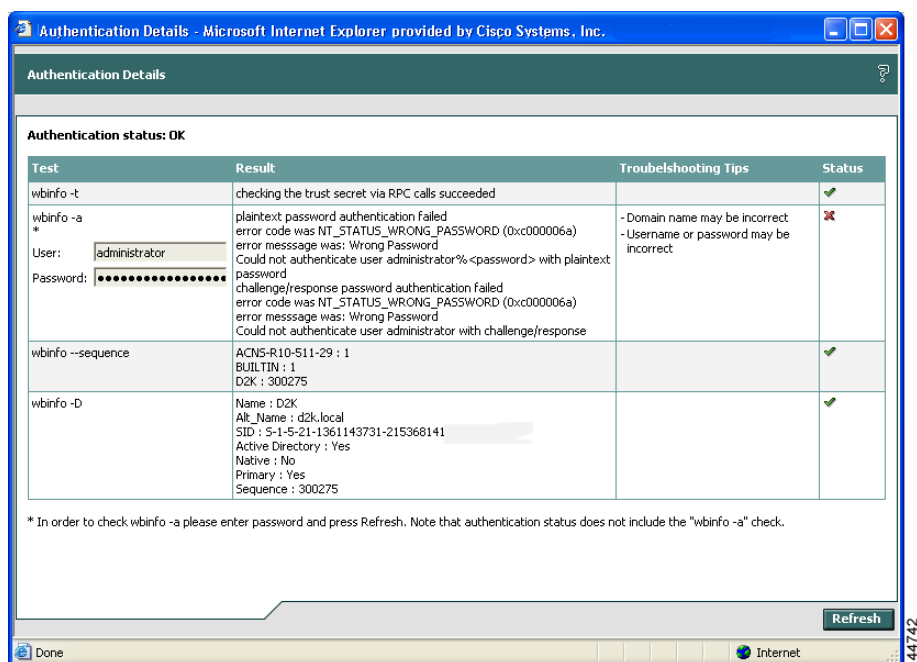 Authentication Details - Microsoft Internet Explorer provided by Cisco Systems, Inc.
Authentication Details
?
Authentication status: OK
Test Result Troubelshooting Tips Status
wbinfo -t
checking the trust secret via RPC calls succeeded
wbinfo -a
*
User: administrator
Password: ●●●●●●●●●●●●●●●●●
plaintext password authentication failed
error code was NT_STATUS_WRONG_PASSWORD (0xc000006a)
error messsage was: Wrong Password
Could not authenticate user administrator%<password> with plaintext
password
challenge/response password authentication failed
error code was NT_STATUS_WRONG_PASSWORD (0xc000006a)
error messsage was: Wrong Password
Could not authenticate user administrator with challenge/response
- Domain name may be incorrect
- Username or password may be
incorrect
wbinfo --sequence
ACNS-R10-511-29 : 1
BUILTIN : 1
D2K : 300275
wbinfo -D
Name : D2K
Alt_Name : d2k.local
SID : S-1-5-21-1361143731-215368141
Active Directory : Yes
Native : No
Primary : Yes
Sequence : 300275
* In order to check wbinfo -a please enter password and press Refresh. Note that authentication status does not include the "wbinfo -a" check.
Refresh
Done
Internet
44742